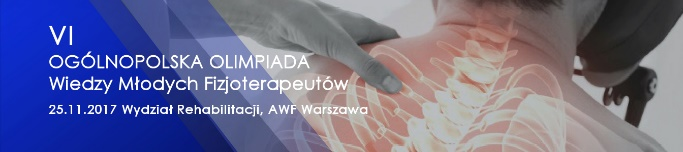 VI
OGÓLNOPOLSKA OLIMPIADA
Wiedzy Młodych Fizjoterapeutów
25.11.2017 Wydział Rehabilitacji, AWF Warszawa